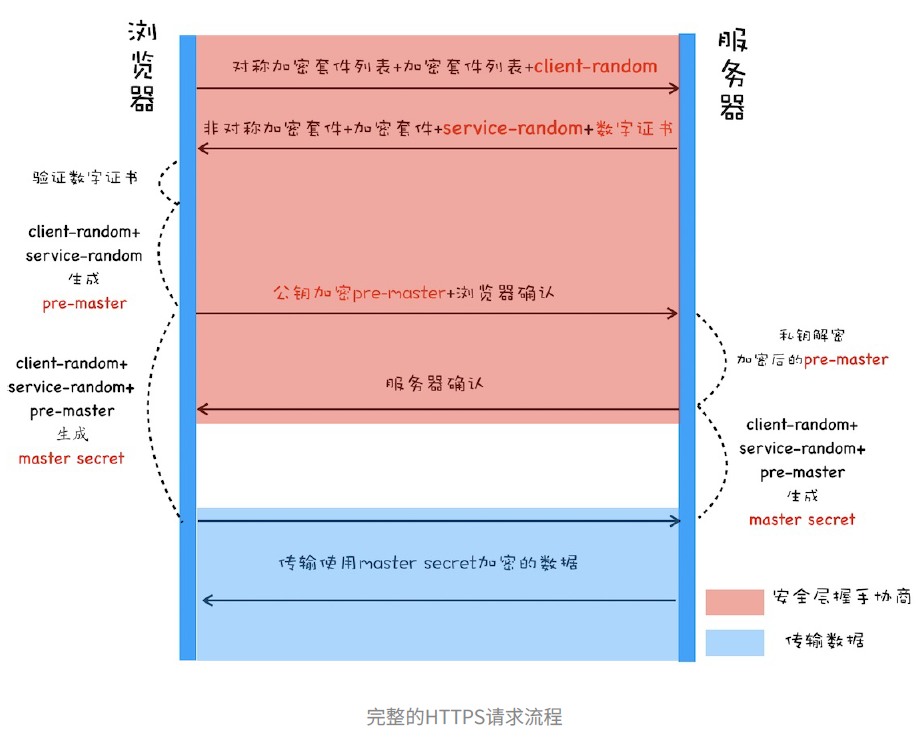 浏览器
服务器
对称加密套件列表+加密套件列表+client-random
非对称加密套件+加密套件+service-random+数字证书
验证数字证书
client-random+
service-random
生成
pre-master
公钥加密pre-master+浏览器确认
私钥解密
加密后的pre-master
client-random+
service-random+
pre-master
生成
master secret
服务器确认
client-random+
service-random+
pre-master
生成
master secret
传输使用master secret加密的数据
安全层握手协商
传输数据
完整的HTTPS请求流程